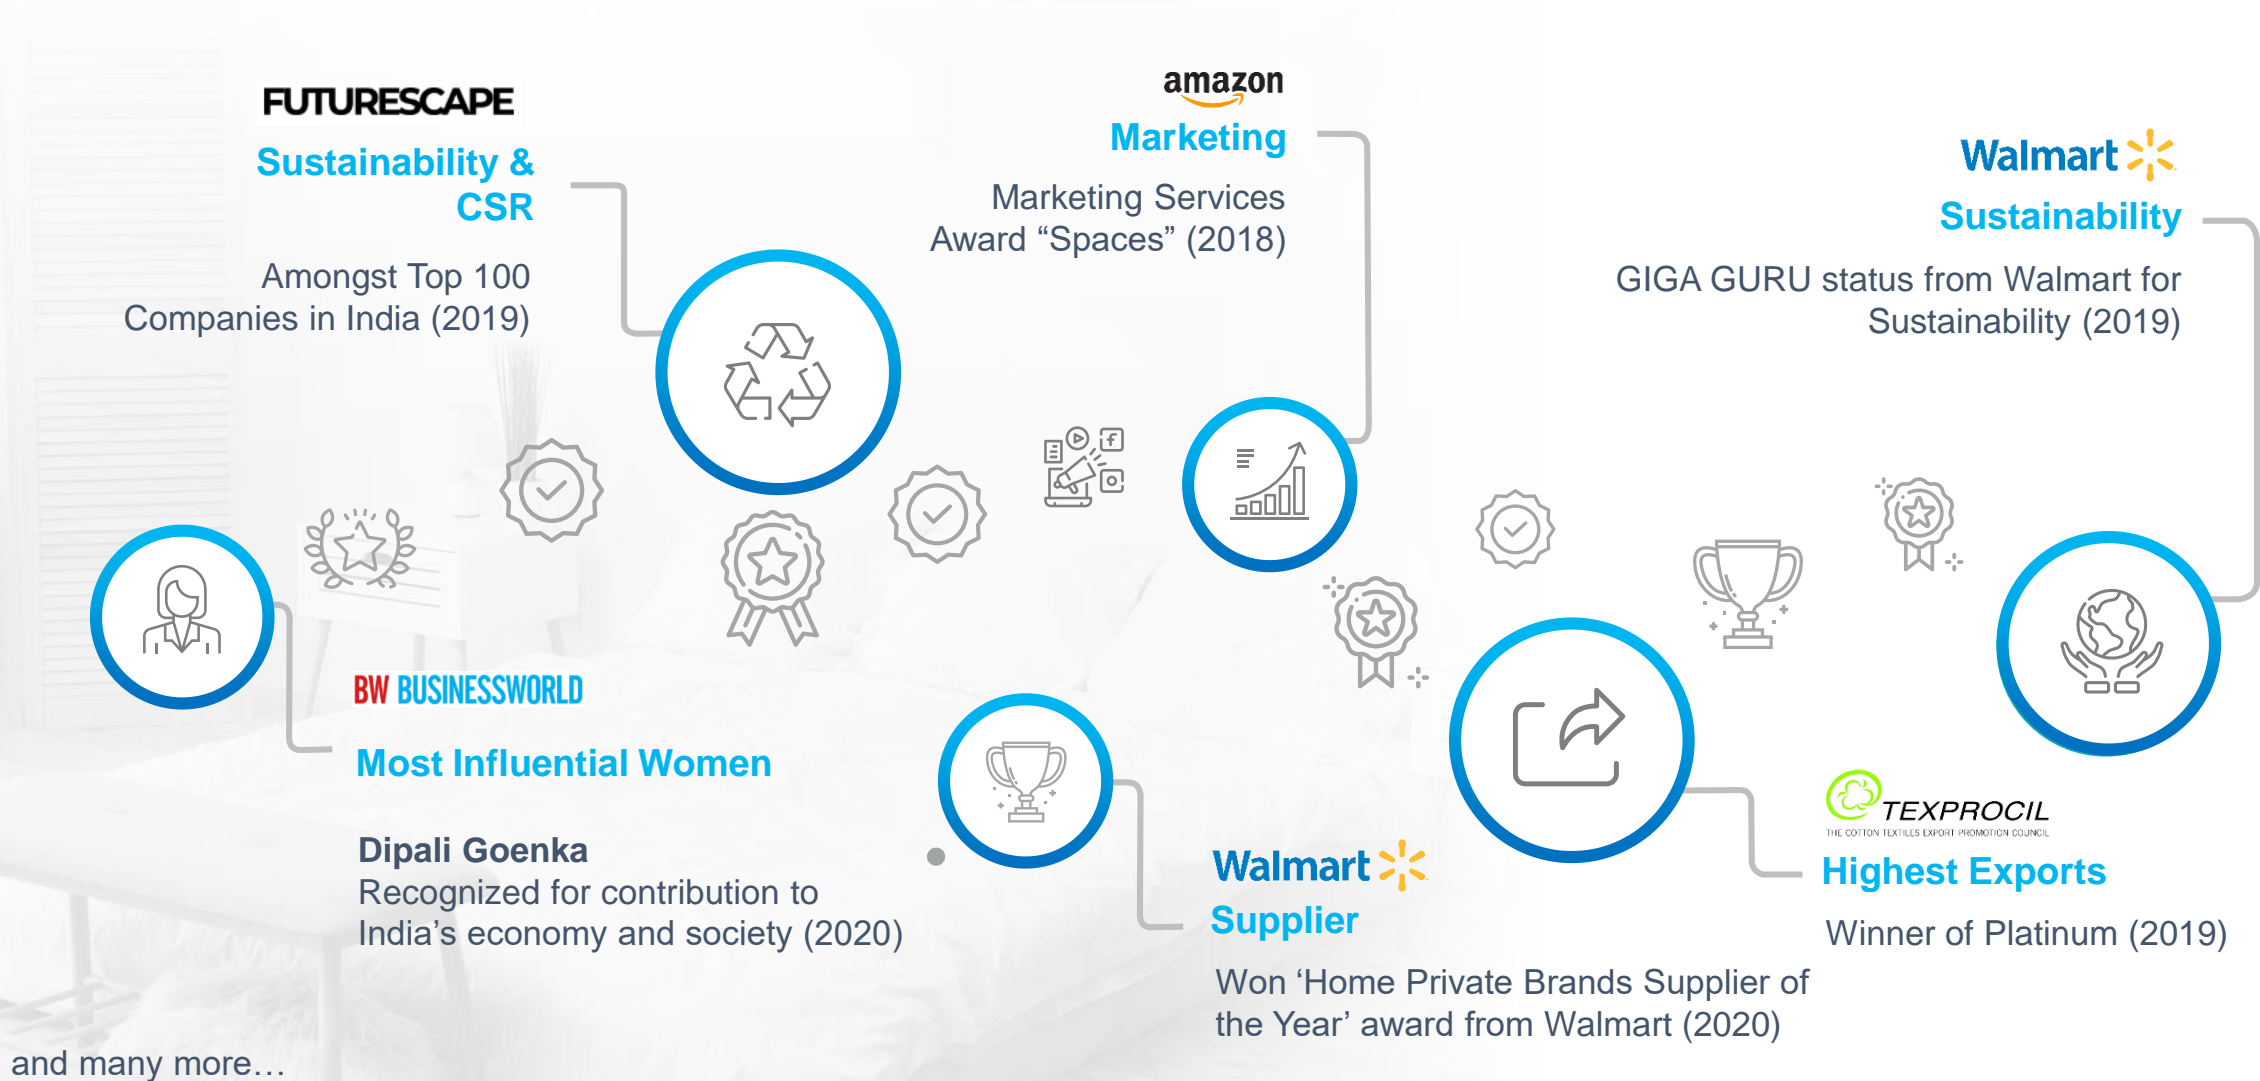 FUTURESCAPE
Sustainability &
CSR
Amongst Top 100
Companies in India (2019)
amazon
Marketing
Marketing Services
Award “Spaces” (2018)
Walmart
Sustainability
GIGA GURU status from Walmart for
Sustainability (2019)
BW BUSINESSWORLD
Most Influential Women
Dipali Goenka
Recognized for contribution to
India’s economy and society (2020)
Walmart
Supplier
Won ‘Home Private Brands Supplier of
the Year’ award from Walmart (2020)
TEXPROCIL
THE COTTON TEXTILES EXPORT PROMOTION COUNCIL
Highest Exports
Winner of Platinum (2019)
and many more…